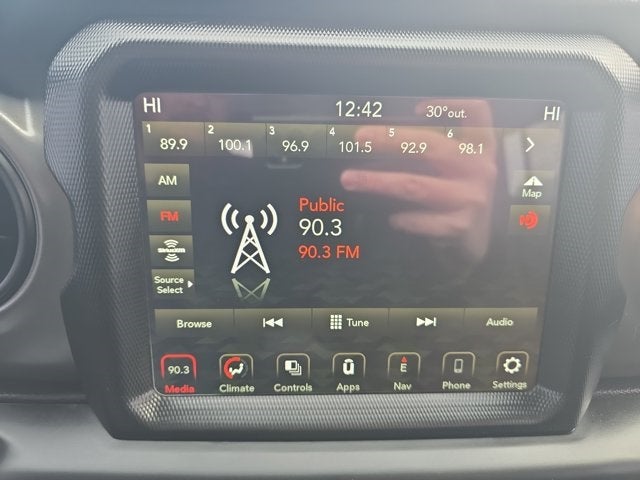 HI 12:42 30°out. HI
1 89.9 2 100.1 3 96.9 4 101.5 5 92.9 6 98.1
AM
Map
FM
Public
90.3
90.3 FM
SiriusXM
Source
Select
Browse Tune Audio
90.3 E
Media Climate Controls Apps Nav Phone Settings